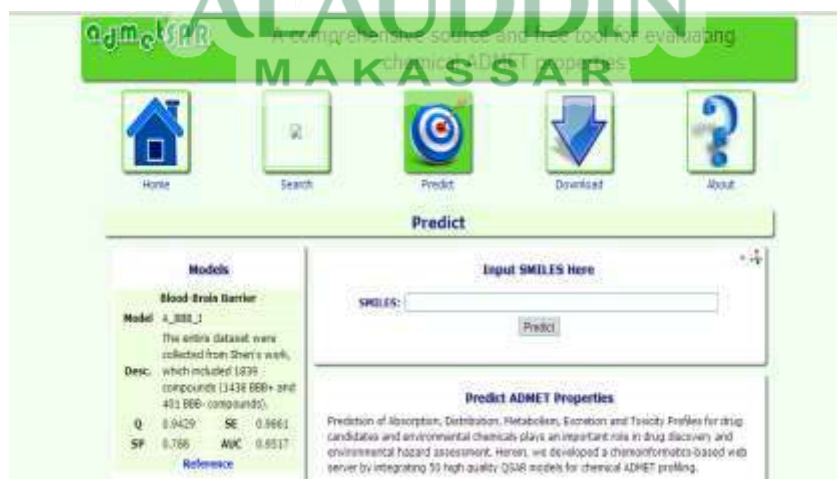 ALAUDDIN
MAKASSAR
admetSAR
A comprehensive source and free tool for evaluating
chemical ADMET properties
Home
Search
Predict
Download
About
Predict
Models
Blood-Brain Barrier
Model A_BBB_I
Desc. The entire dataset were
collected from Shen's work,
which included 1839
compounds (1438 BBB+ and
401 BBB- compounds).
Q 0.9429 SE 0.9661
SP 0.766 AUC 0.9517
Reference
Input SMILES Here
SMILES:
Predict
Predict ADMET Properties
Prediction of Absorption, Distribution, Metabolism, Excretion and Toxicity Profiles for drug
candidates and environmental chemicals plays an important role in drug discovery and
environmental hazard assessment. Herein, we developed a chemoinformatics-based web
server by integrating 50 high quality QSAR models for chemical ADMET profiling.